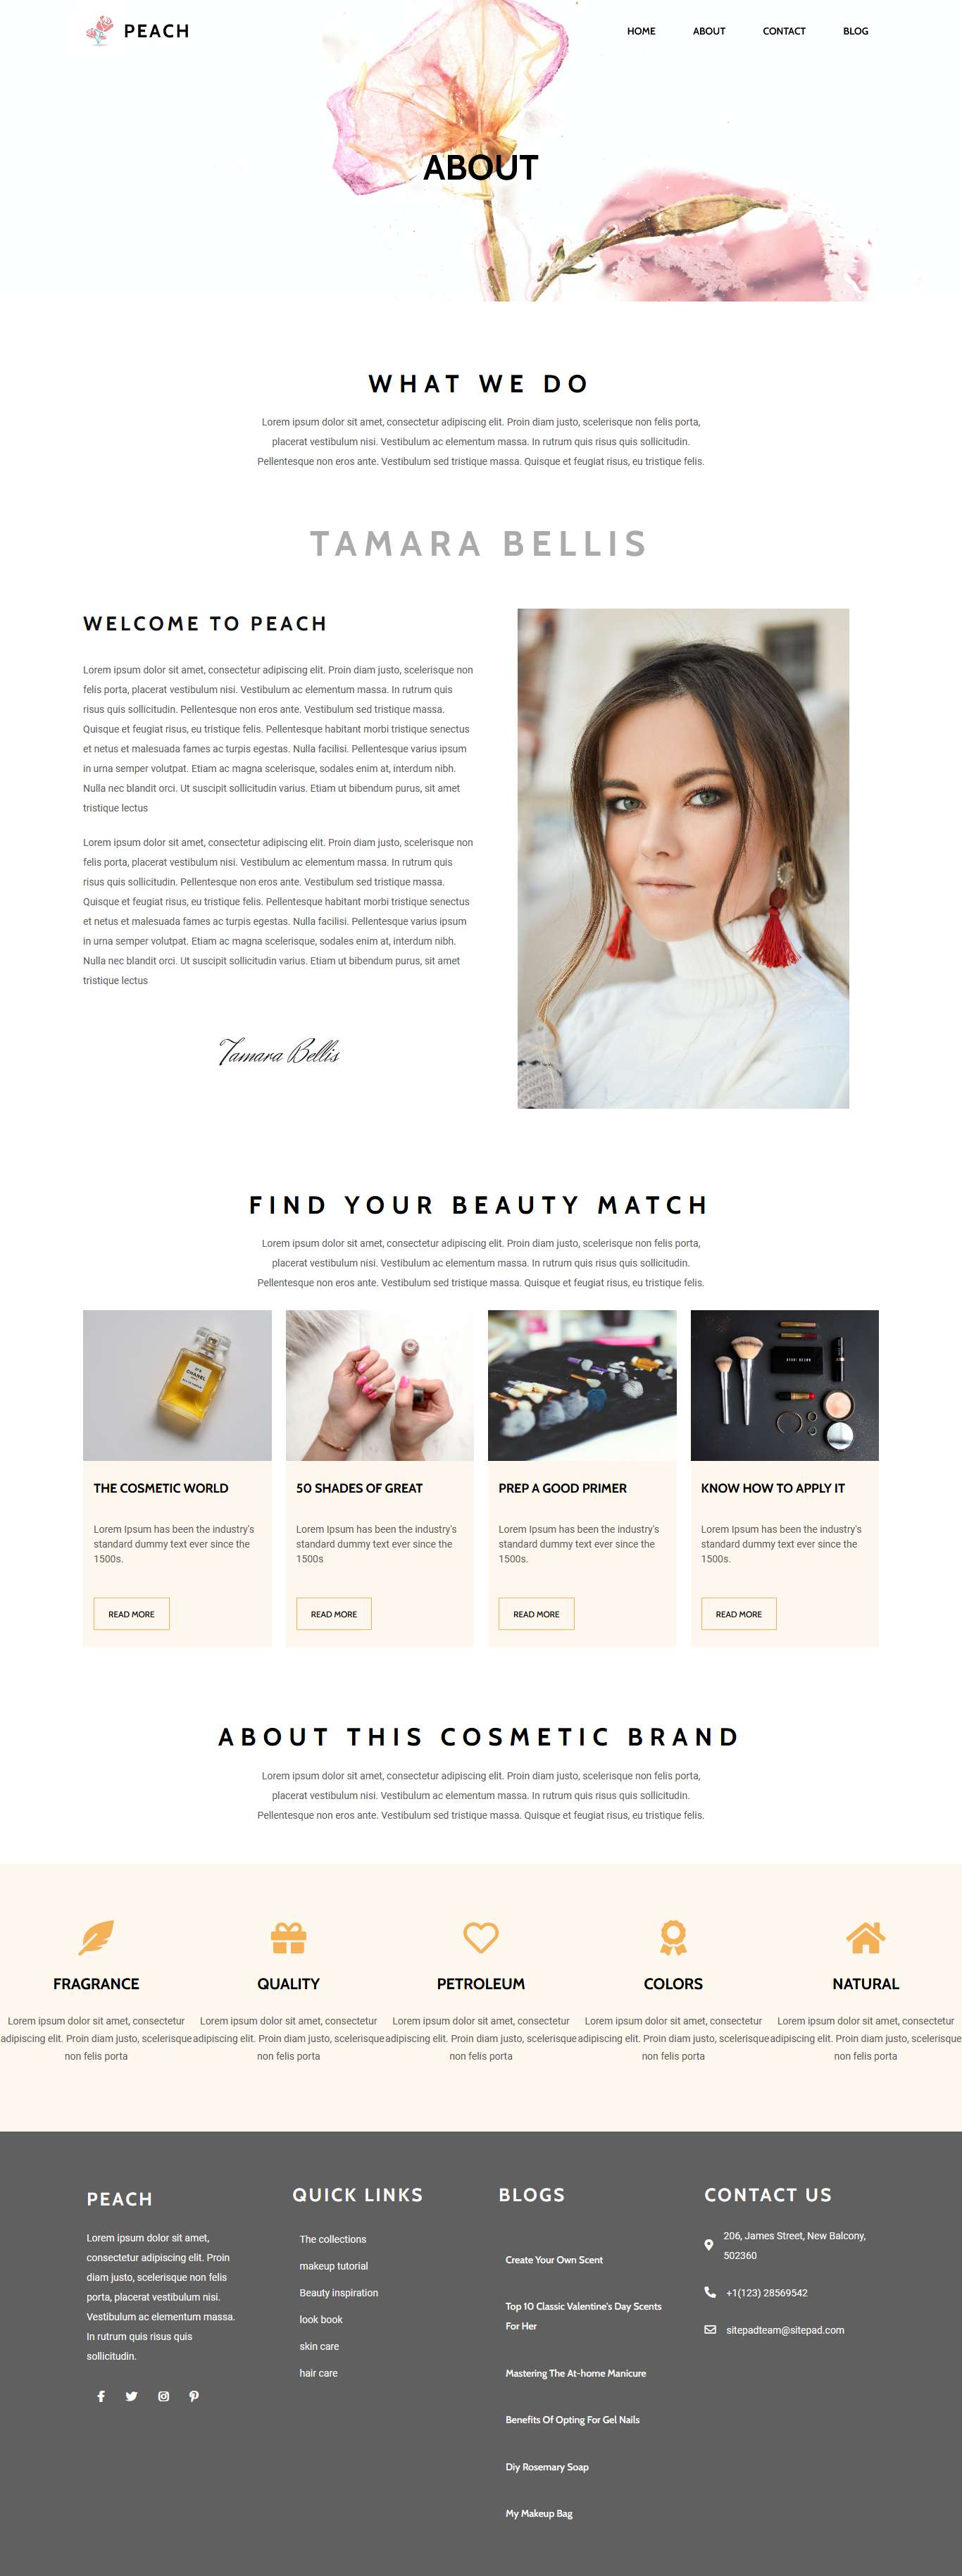 PEACH
HOME ABOUT CONTACT BLOG
ABOUT
WHAT WE DO
Lorem ipsum dolor sit amet, consectetur adipiscing elit. Proin diam justo, scelerisque non felis porta,
placerat vestibulum nisi. Vestibulum ac elementum massa. In rutrum quis risus quis sollicitudin.
Pellentesque non eros ante. Vestibulum sed tristique massa. Quisque et feugiat risus, eu tristique felis.
TAMARA BELLIS
WELCOME TO PEACH
Lorem ipsum dolor sit amet, consectetur adipiscing elit. Proin diam justo, scelerisque non
felis porta, placerat vestibulum nisi. Vestibulum ac elementum massa. In rutrum quis
risus quis sollicitudin. Pellentesque non eros ante. Vestibulum sed tristique massa.
Quisque et feugiat risus, eu tristique felis. Pellentesque habitant morbi tristique senectus
et netus et malesuada fames ac turpis egestas. Nulla facilisi. Pellentesque varius ipsum
in urna semper volutpat. Etiam ac magna scelerisque, sodales enim at, interdum nibh.
Nulla nec blandit orci. Ut suscipit sollicitudin varius. Etiam ut bibendum purus, sit amet
tristique lectus
Lorem ipsum dolor sit amet, consectetur adipiscing elit. Proin diam justo, scelerisque non
felis porta, placerat vestibulum nisi. Vestibulum ac elementum massa. In rutrum quis
risus quis sollicitudin. Pellentesque non eros ante. Vestibulum sed tristique massa.
Quisque et feugiat risus, eu tristique felis. Pellentesque habitant morbi tristique senectus
et netus et malesuada fames ac turpis egestas. Nulla facilisi. Pellentesque varius ipsum
in urna semper volutpat. Etiam ac magna scelerisque, sodales enim at, interdum nibh.
Nulla nec blandit orci. Ut suscipit sollicitudin varius. Etiam ut bibendum purus, sit amet
tristique lectus
Tamara Bellis
FIND YOUR BEAUTY MATCH
Lorem ipsum dolor sit amet, consectetur adipiscing elit. Proin diam justo, scelerisque non felis porta,
placerat vestibulum nisi. Vestibulum ac elementum massa. In rutrum quis risus quis sollicitudin.
Pellentesque non eros ante. Vestibulum sed tristique massa. Quisque et feugiat risus, eu tristique felis.
CHANEL
THE COSMETIC WORLD
Lorem Ipsum has been the industry's
standard dummy text ever since the
1500s.
READ MORE
50 SHADES OF GREAT
Lorem Ipsum has been the industry's
standard dummy text ever since the
1500s
READ MORE
PREP A GOOD PRIMER
Lorem Ipsum has been the industry's
standard dummy text ever since the
1500s.
READ MORE
BOBBI BROWN
KNOW HOW TO APPLY IT
Lorem Ipsum has been the industry's
standard dummy text ever since the
1500s.
READ MORE
ABOUT THIS COSMETIC BRAND
Lorem ipsum dolor sit amet, consectetur adipiscing elit. Proin diam justo, scelerisque non felis porta,
placerat vestibulum nisi. Vestibulum ac elementum massa. In rutrum quis risus quis sollicitudin.
Pellentesque non eros ante. Vestibulum sed tristique massa. Quisque et feugiat risus, eu tristique felis.
FRAGRANCE
Lorem ipsum dolor sit amet, consectetur
adipiscing elit. Proin diam justo, scelerisque
non felis porta
QUALITY
Lorem ipsum dolor sit amet, consectetur
adipiscing elit. Proin diam justo, scelerisque
non felis porta
PETROLEUM
Lorem ipsum dolor sit amet, consectetur
adipiscing elit. Proin diam justo, scelerisque
non felis porta
COLORS
Lorem ipsum dolor sit amet, consectetur
adipiscing elit. Proin diam justo, scelerisque
non felis porta
NATURAL
Lorem ipsum dolor sit amet, consectetur
adipiscing elit. Proin diam justo, scelerisque
non felis porta
PEACH
Lorem ipsum dolor sit amet,
consectetur adipiscing elit. Proin
diam justo, scelerisque non felis
porta, placerat vestibulum nisi.
Vestibulum ac elementum massa.
In rutrum quis risus quis
sollicitudin.
QUICK LINKS
The collections
makeup tutorial
Beauty inspiration
look book
skin care
hair care
BLOGS
Create Your Own Scent
Top 10 Classic Valentine's Day Scents
For Her
Mastering The At-home Manicure
Benefits Of Opting For Gel Nails
Diy Rosemary Soap
My Makeup Bag
CONTACT US
206, James Street, New Balcony,
502360
+1(123) 28569542
sitepadteam@sitepad.com